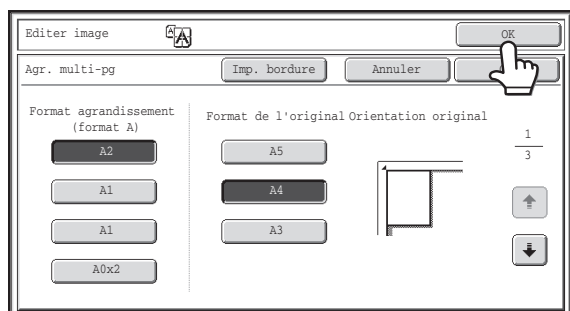 Editer image
OK
Agr. multi-pg
Imp. bordure
Annuler
Format agrandissement
(format A)
Format de l'original
Orientation original
A2
A1
A1
A0x2
A5
A4
A3
1
3